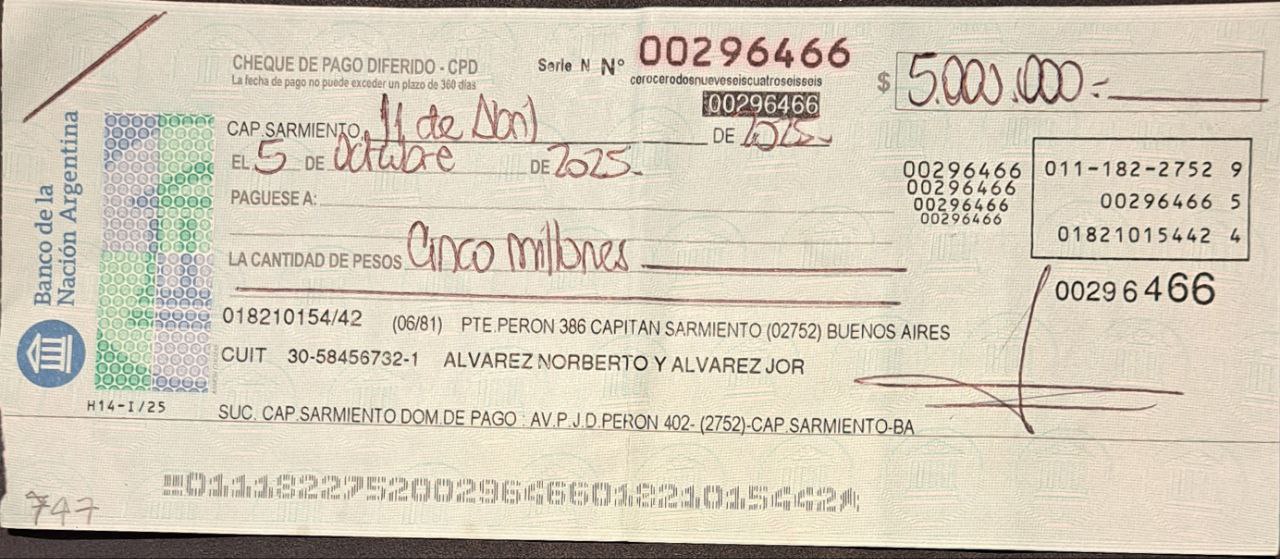 CHEQUE DE PAGO DIFERIDO - CPD
La fecha de pago no puede exceder un plazo de 360 días
Serie N Nº 00296466
cerocerodosnueveseiscuatroseisseis
00296466
$ 5.000.000.-
CAP. SARMIENTO, 11 de Abril DE 2025.-
EL 5 DE Octubre DE 2025.-
PAGUESE A:
LA CANTIDAD DE PESOS Cinco millones
00296466
00296466
00296466
00296466
011-182-2752 9
00296466 5
01821015442 4
00296466
018210154/42 (06/81) PTE.PERON 386 CAPITAN SARMIENTO (02752) BUENOS AIRES
CUIT 30-58456732-1 ALVAREZ NORBERTO Y ALVAREZ JOR
SUC. CAP.SARMIENTO DOM.DE PAGO : AV.P.J.D.PERON 402- (2752)-CAP.SARMIENTO-BA
Banco de la
Nación Argentina
H14-I/25
01118227520029646601821015442
747